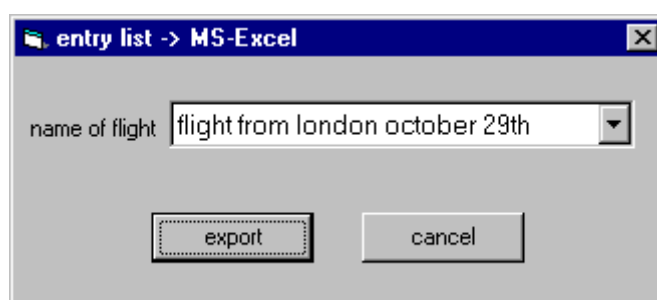 entry list -> MS-Excel
name of flight flight from london october 29th
export cancel